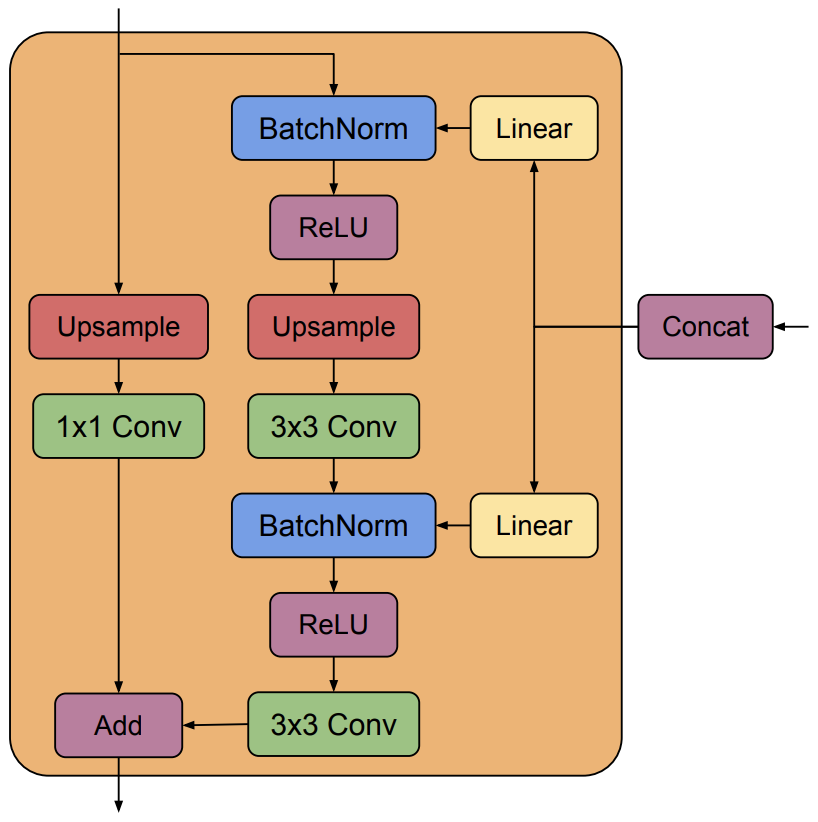 BatchNorm
Linear
ReLU
Upsample
Upsample
Concat
1x1 Conv
3x3 Conv
BatchNorm
Linear
ReLU
Add
3x3 Conv